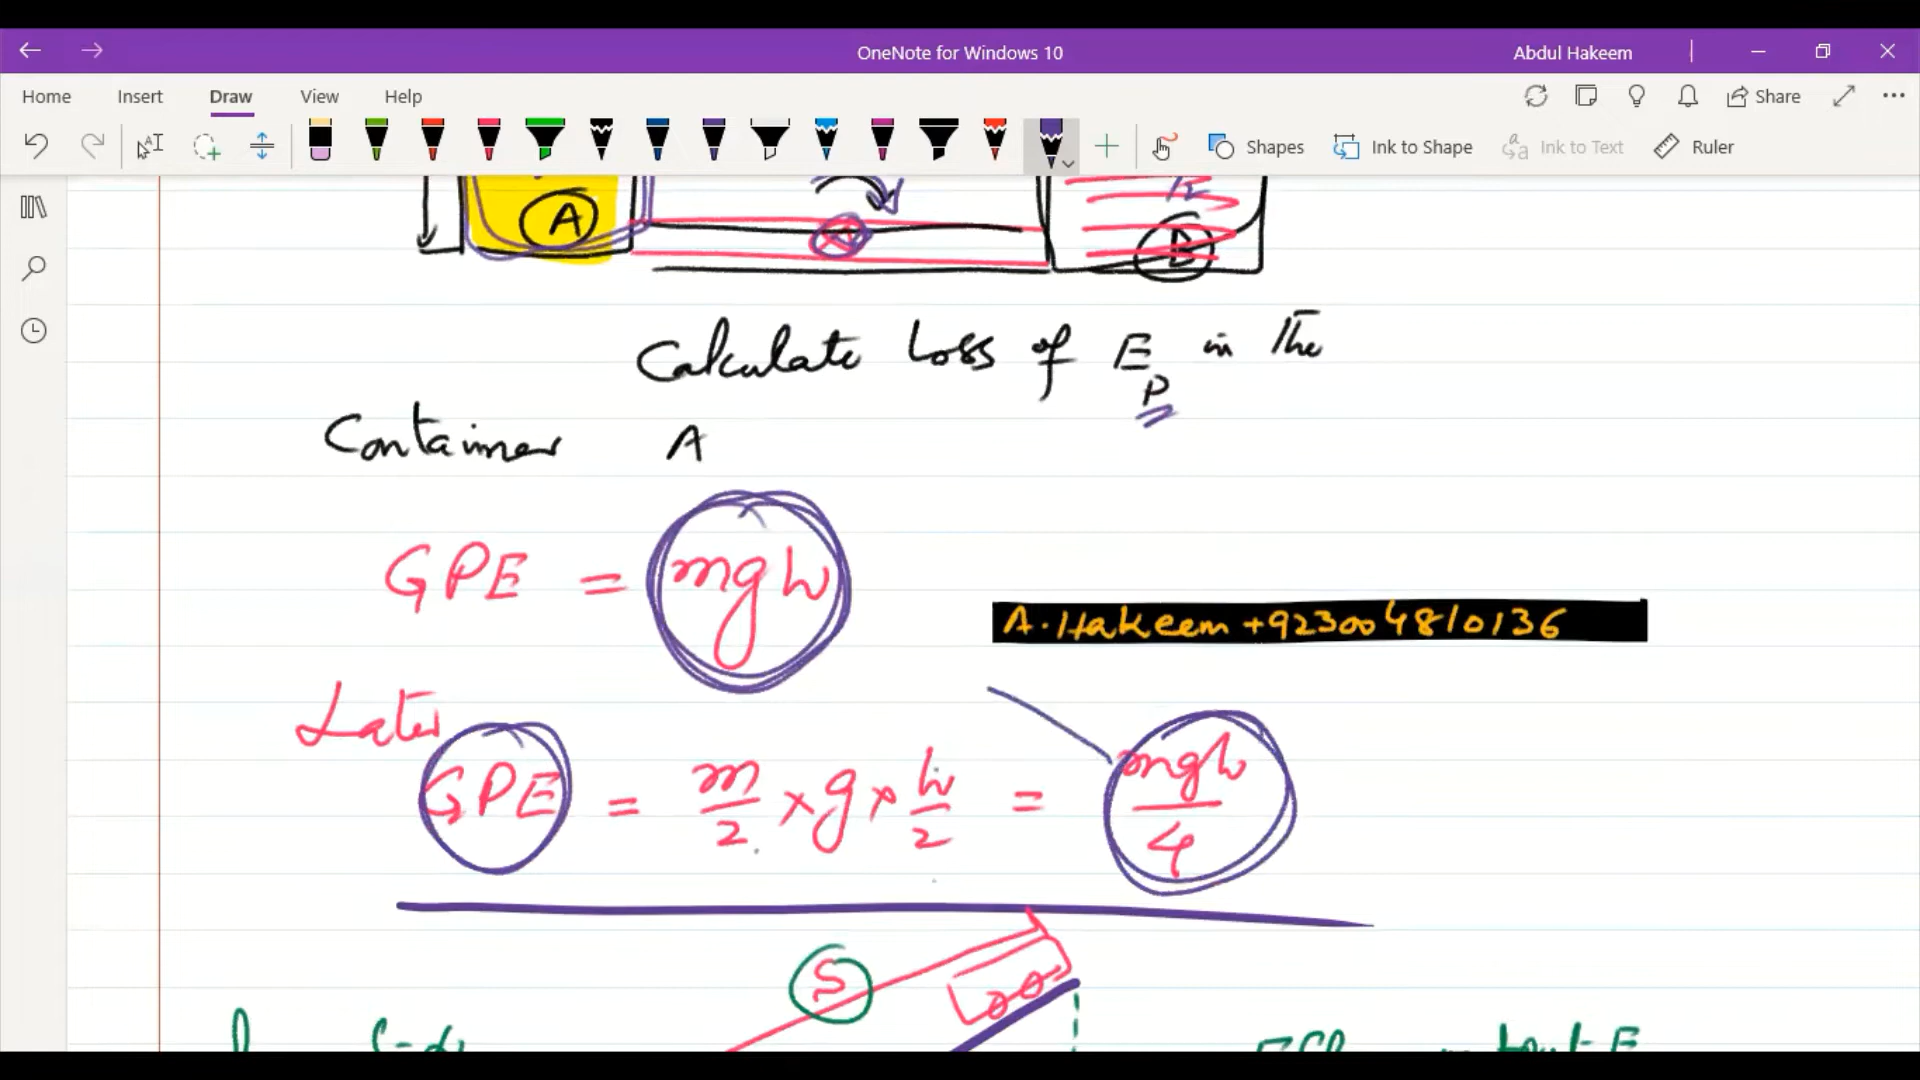 OneNote for Windows 10
Abdul Hakeem
Home Insert Draw View Help
Share
Shapes Ink to Shape Ink to Text Ruler
A
B
Calculate Loss of Ep in The
Container A
GPE = mgh
A. Hakeem +923004810136
Later
GPE = m/2 × g × h/2 = mgh/4
S